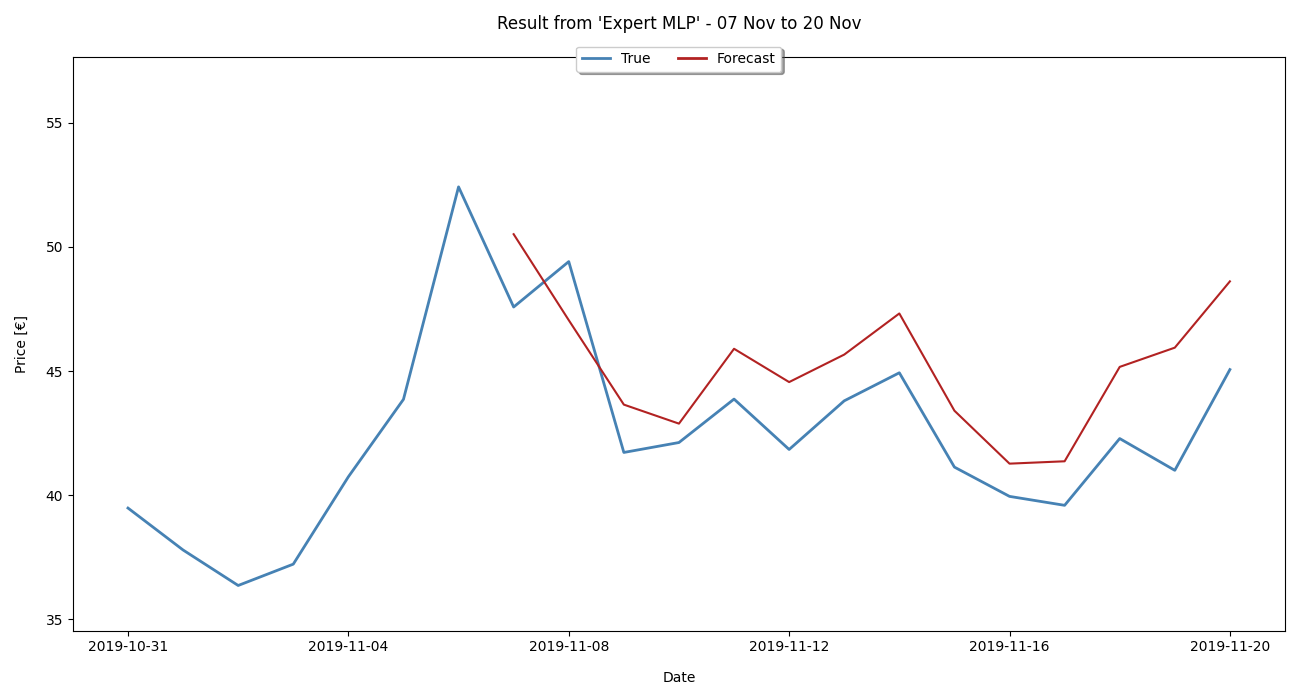 Result from 'Expert MLP' - 07 Nov to 20 Nov
True Forecast
55
50
45
40
35
Price [€]
2019-10-31 2019-11-04 2019-11-08 2019-11-12 2019-11-16 2019-11-20
Date